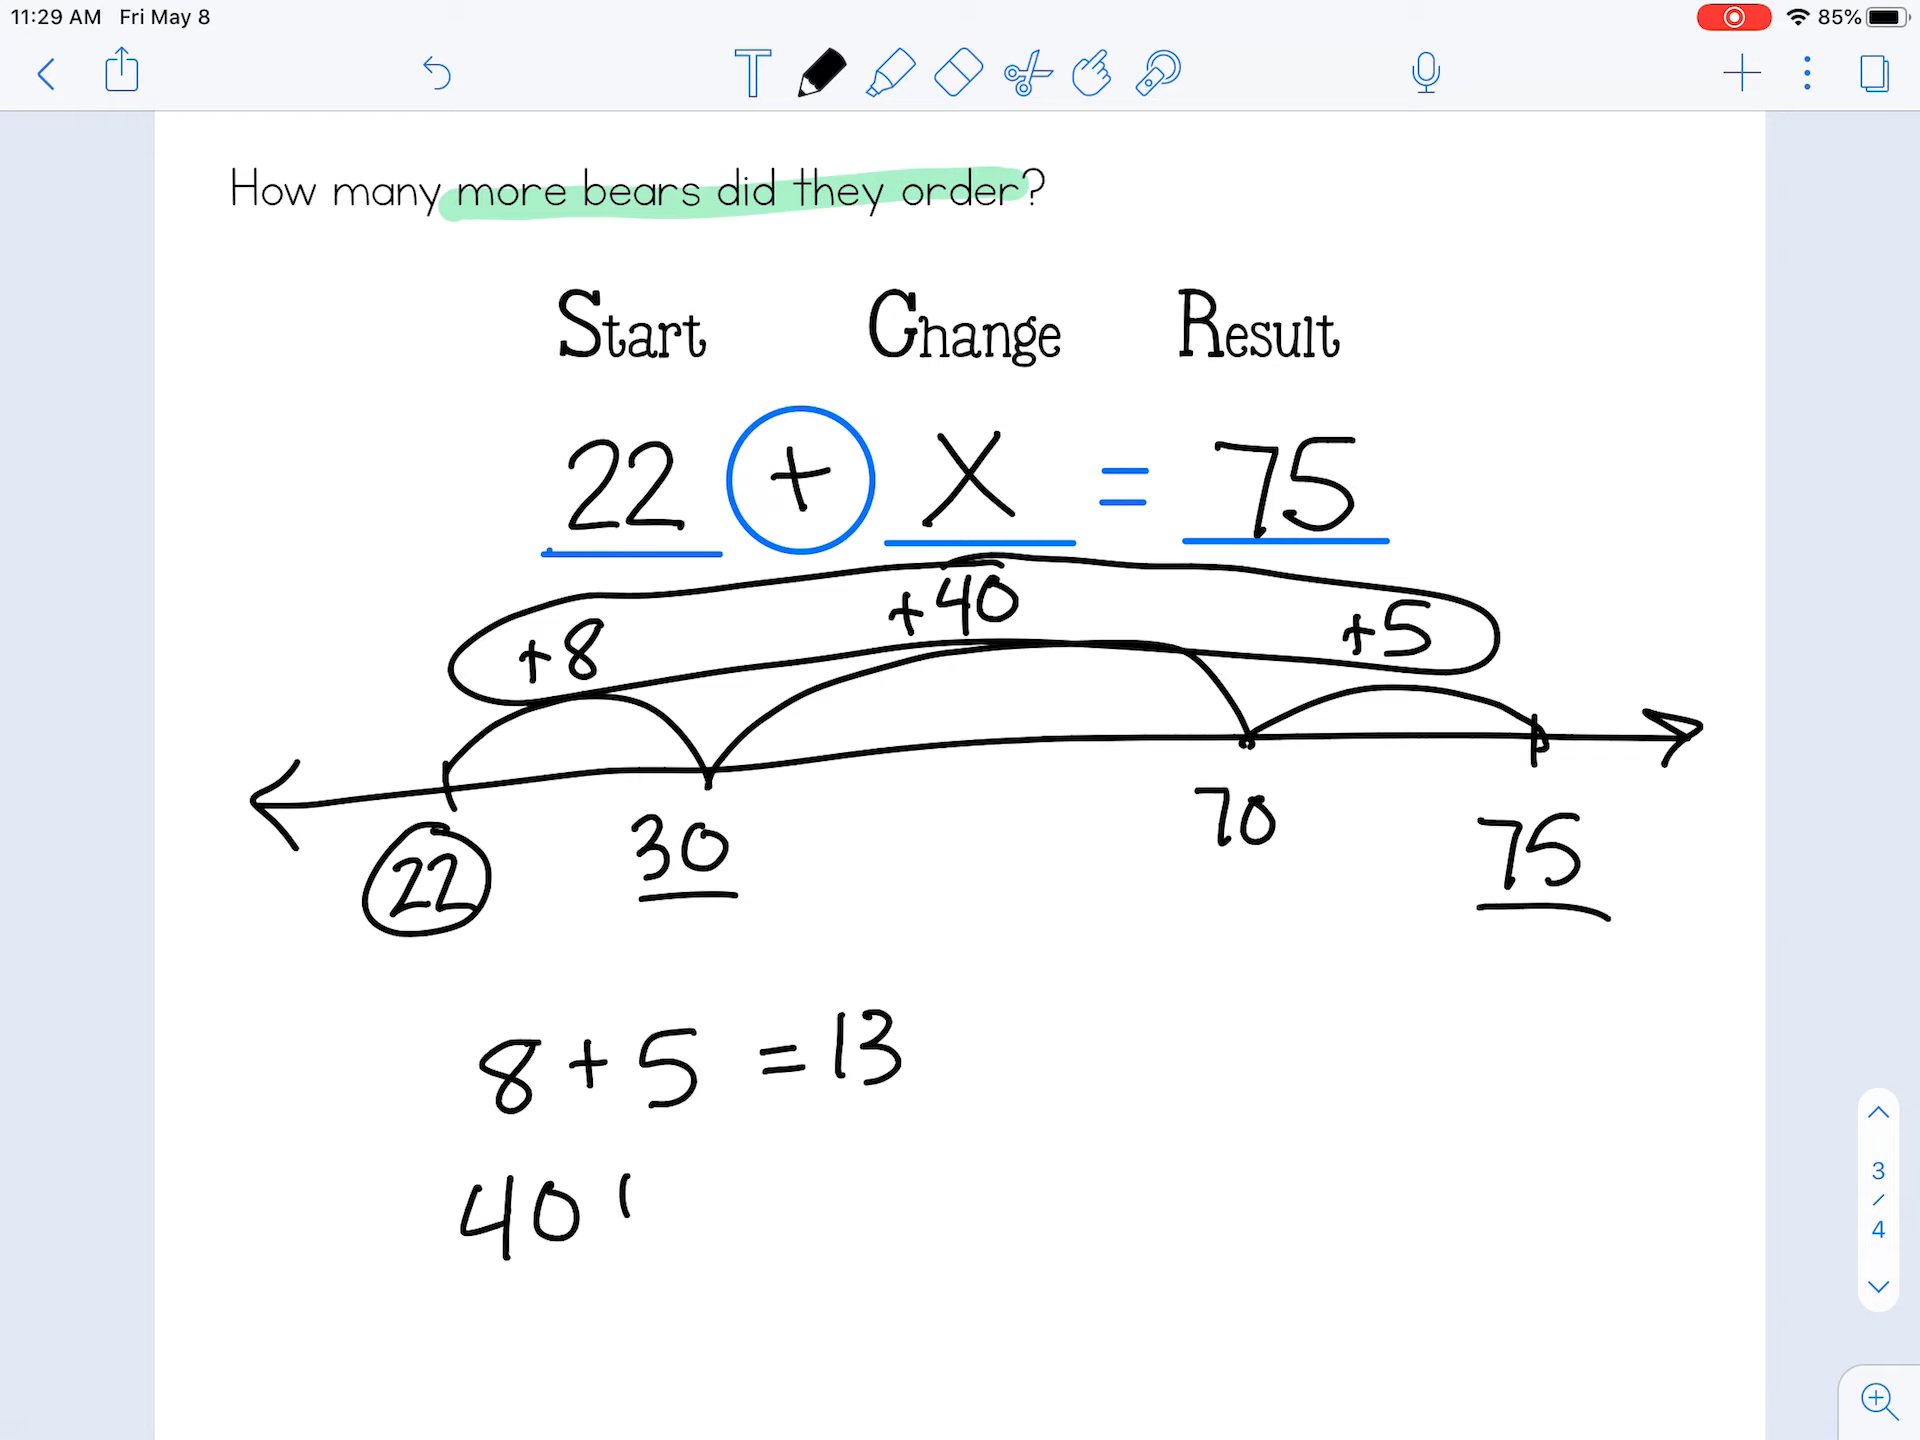 11:29 AM Fri May 8 85%
T
How many more bears did they order?
Start Change Result
22 + X = 75
+8 +40 +5
22 30 70 75
8 + 5 = 13
40
3
/
4